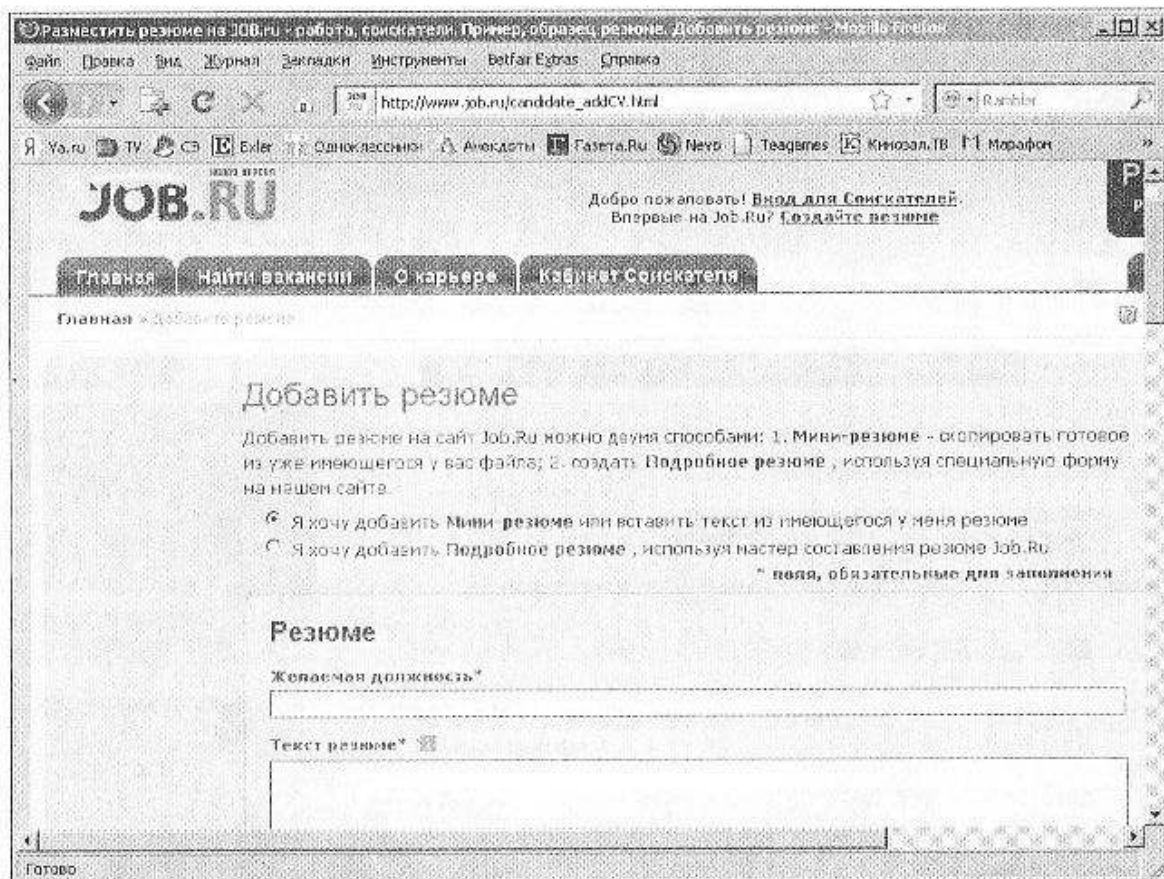 Разместить резюме на JOB.ru - работа, соискатели. Пример, образец резюме. Добавить резюме - Mozilla Firefox
Файл Правка Вид Журнал Закладки Инструменты Betfair Extras Справка
http://www.job.ru/candidate_addCV.html Rambler
Ya.ru TV СЭ Exler Одноклассники Анекдоты Газета.Ru Teagames Кинозал.ТВ Марафон »
НОВАЯ ВЕРСИЯ
JOB.RU
Добро пожаловать! Вход для Соискателей.
Впервые на Job.Ru? Создайте резюме
Главная Найти вакансии О карьере Кабинет Соискателя
Главная » Добавить резюме
Добавить резюме
Добавить резюме на сайт Job.Ru можно двумя способами: 1. Мини-резюме - скопировать готовое
из уже имеющегося у вас файла; 2. создать Подробное резюме , используя специальную форму
на нашем сайте.
Я хочу добавить Мини-резюме или вставить текст из имеющегося у меня резюме
Я хочу добавить Подробное резюме , используя мастер составления резюме Job.Ru
* поля, обязательные для заполнения
Резюме
Желаемая должность*
Текст резюме*
Готово